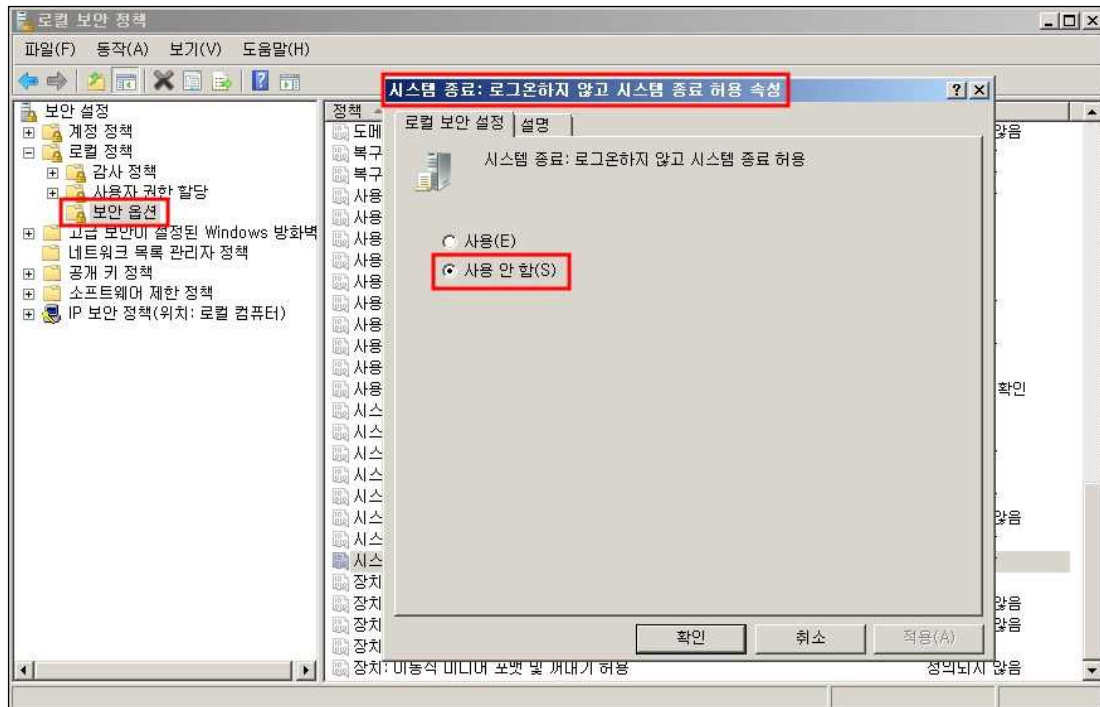 로컬 보안 정책
파일(F) 동작(A) 보기(V) 도움말(H)
보안 설정
계정 정책
로컬 정책
감사 정책
사용자 권한 할당
보안 옵션
고급 보안이 설정된 Windows 방화벽
네트워크 목록 관리자 정책
공개 키 정책
소프트웨어 제한 정책
IP 보안 정책(위치: 로컬 컴퓨터)
정책
도메
복구
복구
사용
사용
사용
사용
사용
사용
사용
사용
사용
사용
시스
시스
시스
시스
시스
시스
시스
시스
장치
장치
장치
장치
장치: 이동식 미디어 포맷 및 꺼내기 허용 정의되지 않음
시스템 종료: 로그온하지 않고 시스템 종료 허용 속성
로컬 보안 설정 설명
시스템 종료: 로그온하지 않고 시스템 종료 허용
사용(E)
사용 안 함(S)
확인 취소 적용(A)
않음
확인
않음
않음
않음